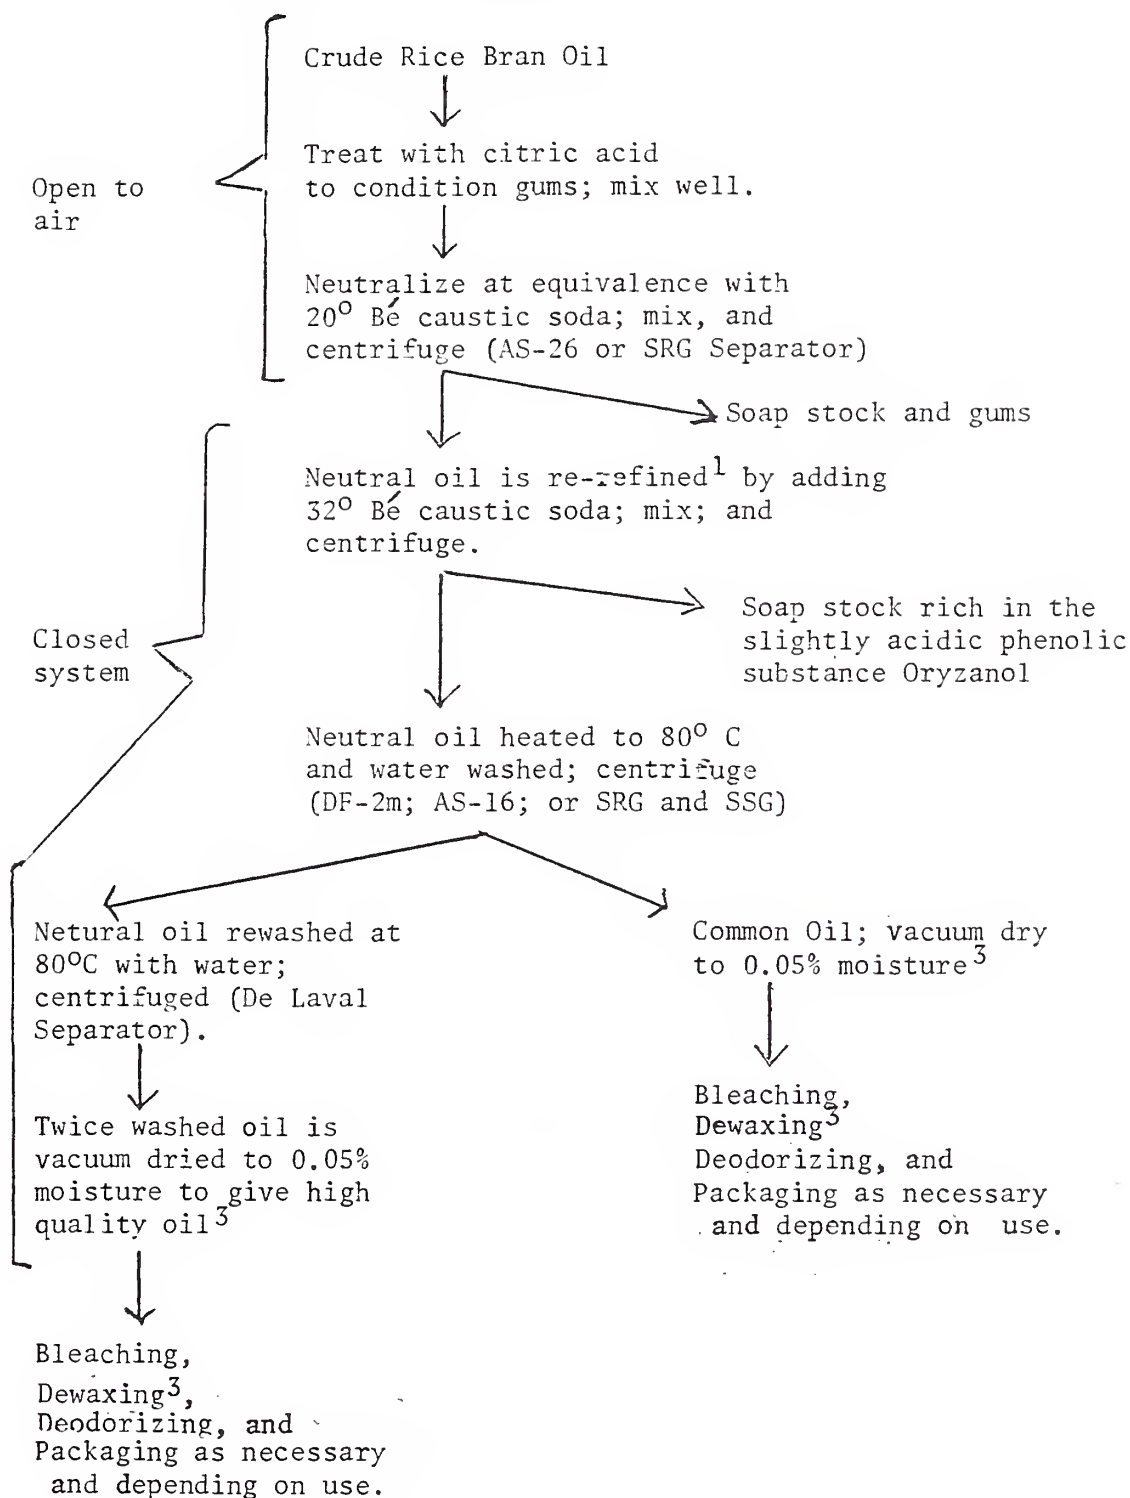 Crude Rice Bran Oil
Treat with citric acid
to condition gums; mix well.
Open to
air
Neutralize at equivalence with
20° Bé caustic soda; mix, and
centrifuge (AS-26 or SRG Separator)
Soap stock and gums
Neutral oil is re-refined1 by adding
32° Bé caustic soda; mix; and
centrifuge.
Soap stock rich in the
slightly acidic phenolic
substance Oryzanol
Closed
system
Neutral oil heated to 80° C
and water washed; centrifuge
(DF-2m; AS-16; or SRG and SSG)
Netural oil rewashed at
80°C with water;
centrifuged (De Laval
Separator).
Common Oil; vacuum dry
to 0.05% moisture3
Twice washed oil is
vacuum dried to 0.05%
moisture to give high
quality oil3
Bleaching,
Dewaxing3
Deodorizing, and
Packaging as necessary
and depending on use.
Bleaching,
Dewaxing3,
Deodorizing, and
Packaging as necessary
and depending on use.